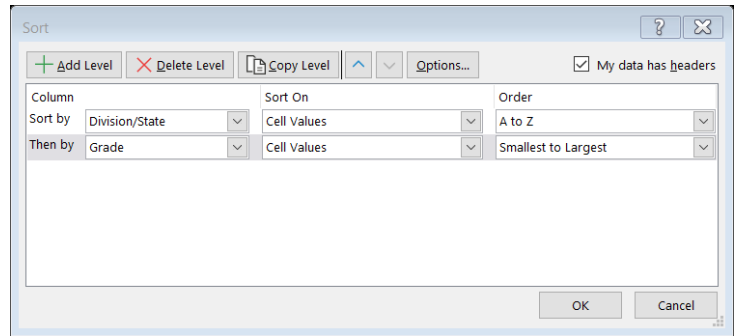 Sort
Add Level Delete Level Copy Level Options... My data has headers
Column Sort On Order
Sort by Division/State Cell Values A to Z
Then by Grade Cell Values Smallest to Largest
OK Cancel